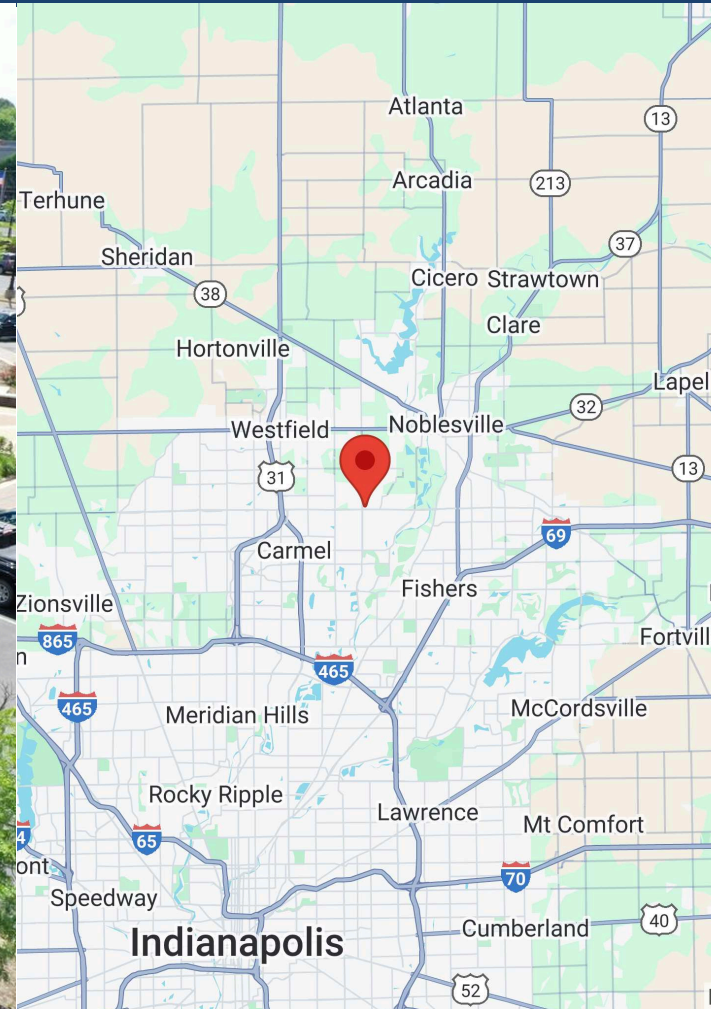 Atlanta
13
Arcadia
213
Terhune
37
Sheridan
Cicero
Strawtown
38
Clare
Hortonville
Lapel
32
Westfield
Noblesville
13
31
69
Carmel
Fishers
Zionsville
865
Fortvill
465
465
McCordsville
Meridian Hills
Rocky Ripple
Lawrence
Mt Comfort
65
4
ont
70
Speedway
40
Cumberland
Indianapolis
52